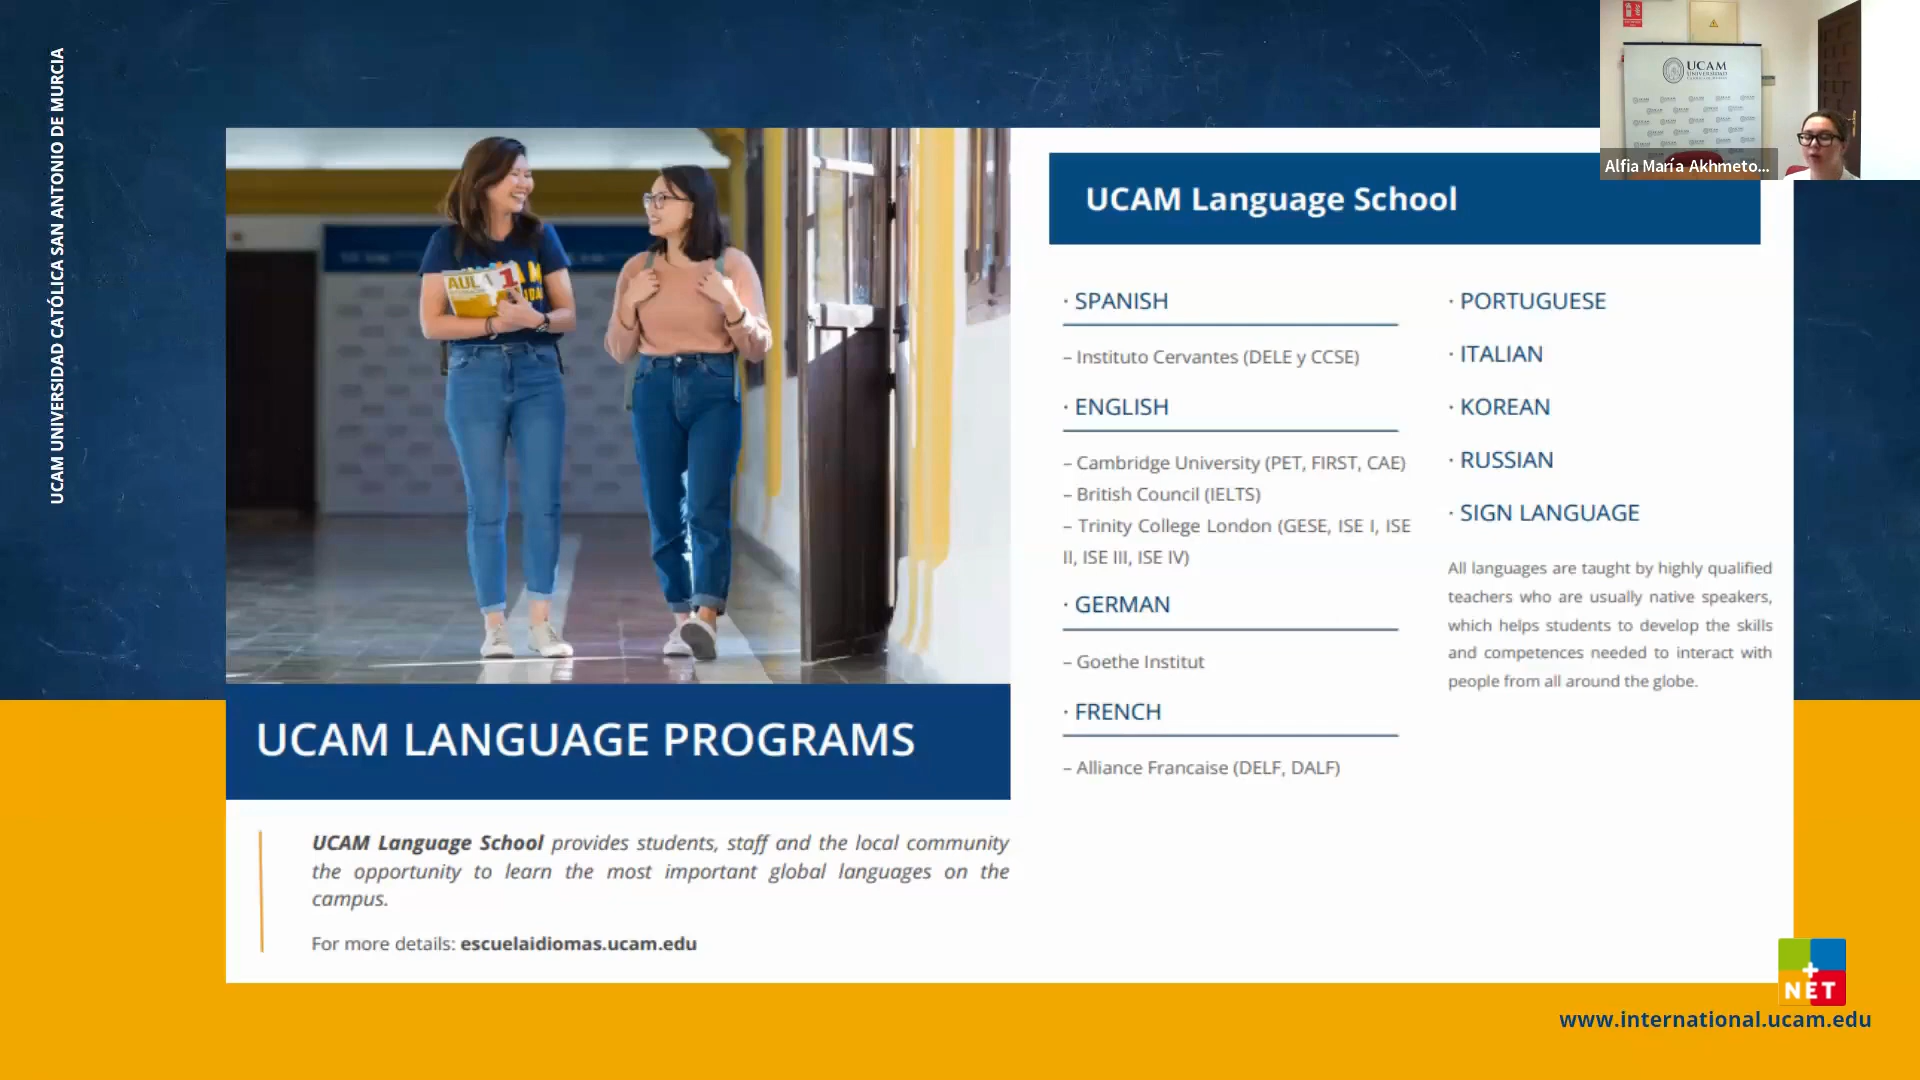 UCAM UNIVERSIDAD CATÓLICA SAN ANTONIO DE MURCIA
UCAM
UNIVERSIDAD
Alfia María Akhmeto...
AULA 1
UCAM LANGUAGE PROGRAMS
UCAM Language School provides students, staff and the local community
the opportunity to learn the most important global languages on the
campus.
For more details: escuelaidiomas.ucam.edu
UCAM Language School
· SPANISH
– Instituto Cervantes (DELE y CCSE)
· ENGLISH
– Cambridge University (PET, FIRST, CAE)
– British Council (IELTS)
– Trinity College London (GESE, ISE I, ISE
II, ISE III, ISE IV)
· GERMAN
– Goethe Institut
· FRENCH
– Alliance Francaise (DELF, DALF)
· PORTUGUESE
· ITALIAN
· KOREAN
· RUSSIAN
· SIGN LANGUAGE
All languages are taught by highly qualified
teachers who are usually native speakers,
which helps students to develop the skills
and competences needed to interact with
people from all around the globe.
+
NET
www.international.ucam.edu